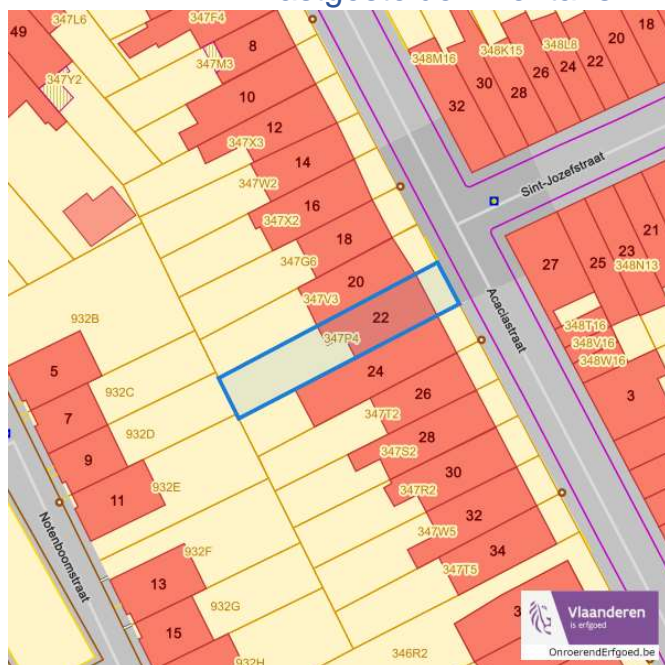 49
347L6
347F4
8
347M3
347Y2
10
12
347X3
14
347W2
16
347X2
18
347G6
20
347V3
22
347P4
24
26
347T2
28
347S2
30
347R2
32
347W5
34
347T5
348M16
348K15
348L8
32
30
28
26
24
22
20
18
Sint-Jozefstraat
Acaciastraat
27
25
23
21
348N13
348T16
348V16
348W16
3
932B
5
932C
7
932D
9
932E
11
Notenboomstraat
932F
13
932G
15
932H
346R2
Vlaanderen
is erfgoed
OnroerendErfgoed.be